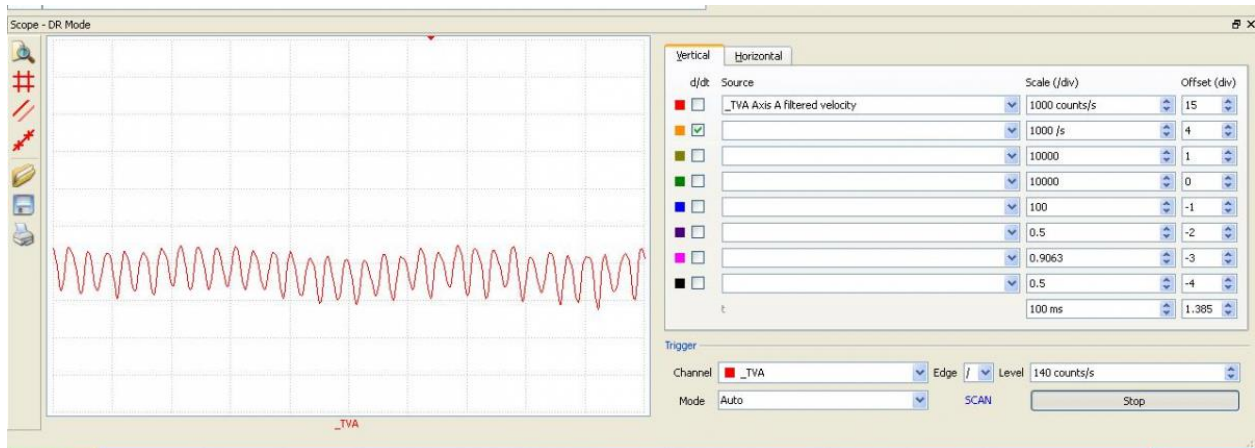 Scope - DR Mode
Vertical Horizontal
d/dt Source Scale (/div) Offset (div)
_TVA Axis A filtered velocity 1000 counts/s 15
1000 /s 4
10000 1
10000 0
100 -1
0.5 -2
0.9063 -3
0.5 -4
t 100 ms 1.385
Trigger
Channel _TVA Edge / Level 140 counts/s
Mode Auto SCAN Stop
_TVA